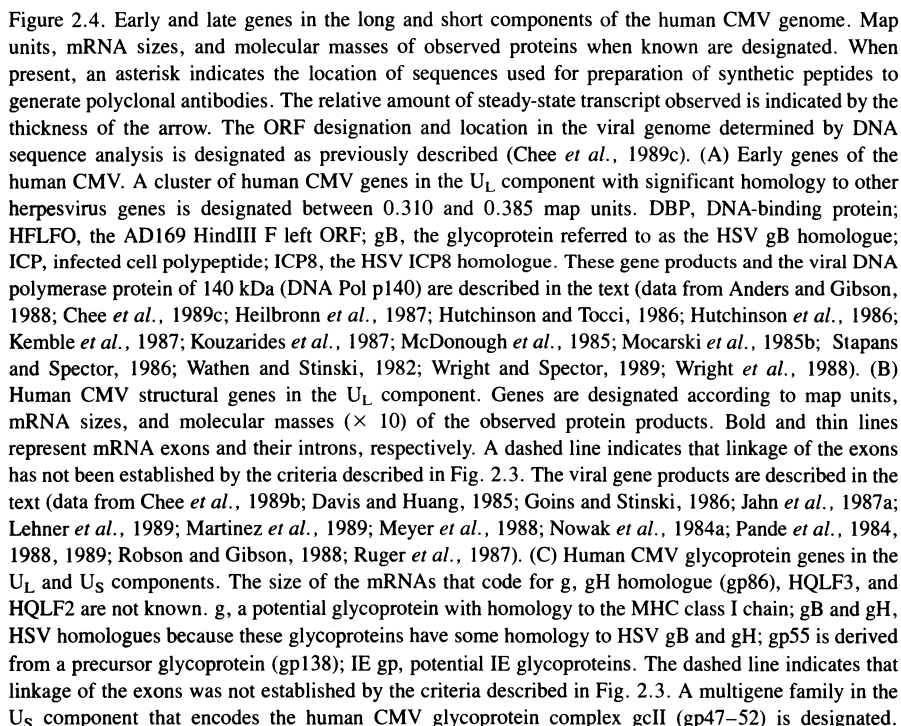 Figure 2.4. Early and late genes in the long and short components of the human CMV genome. Map
units, mRNA sizes, and molecular masses of observed proteins when known are designated. When
present, an asterisk indicates the location of sequences used for preparation of synthetic peptides to
generate polyclonal antibodies. The relative amount of steady-state transcript observed is indicated by the
thickness of the arrow. The ORF designation and location in the viral genome determined by DNA
sequence analysis is designated as previously described (Chee et al., 1989c). (A) Early genes of the
human CMV. A cluster of human CMV genes in the U_L component with significant homology to other
herpesvirus genes is designated between 0.310 and 0.385 map units. DBP, DNA-binding protein;
HFLFO, the AD169 HindIII F left ORF; gB, the glycoprotein referred to as the HSV gB homologue;
ICP, infected cell polypeptide; ICP8, the HSV ICP8 homologue. These gene products and the viral DNA
polymerase protein of 140 kDa (DNA Pol p140) are described in the text (data from Anders and Gibson,
1988; Chee et al., 1989c; Heilbronn et al., 1987; Hutchinson and Tocci, 1986; Hutchinson et al., 1986;
Kemble et al., 1987; Kouzarides et al., 1987; McDonough et al., 1985; Mocarski et al., 1985b; Stapans
and Spector, 1986; Wathen and Stinski, 1982; Wright and Spector, 1989; Wright et al., 1988). (B)
Human CMV structural genes in the U_L component. Genes are designated according to map units,
mRNA sizes, and molecular masses (× 10) of the observed protein products. Bold and thin lines
represent mRNA exons and their introns, respectively. A dashed line indicates that linkage of the exons
has not been established by the criteria described in Fig. 2.3. The viral gene products are described in the
text (data from Chee et al., 1989b; Davis and Huang, 1985; Goins and Stinski, 1986; Jahn et al., 1987a;
Lehner et al., 1989; Martinez et al., 1989; Meyer et al., 1988; Nowak et al., 1984a; Pande et al., 1984,
1988, 1989; Robson and Gibson, 1988; Ruger et al., 1987). (C) Human CMV glycoprotein genes in the
U_L and U_S components. The size of the mRNAs that code for g, gH homologue (gp86), HQLF3, and
HQLF2 are not known. g, a potential glycoprotein with homology to the MHC class I chain; gB and gH,
HSV homologues because these glycoproteins have some homology to HSV gB and gH; gp55 is derived
from a precursor glycoprotein (gp138); IE gp, potential IE glycoproteins. The dashed line indicates that
linkage of the exons was not established by the criteria described in Fig. 2.3. A multigene family in the
U_S component that encodes the human CMV glycoprotein complex gcII (gp47–52) is designated.